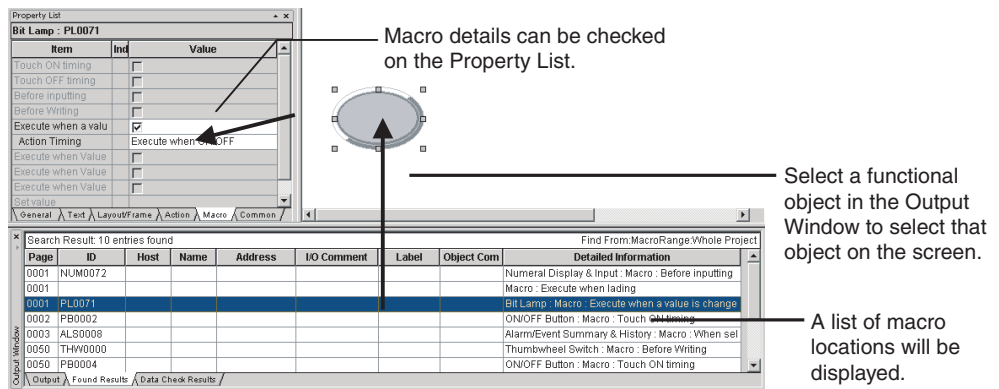 Property List
Bit Lamp : PL0071
Item Ind Value
Touch ON timing
Touch OFF timing
Before inputting
Before Writing
Execute when a valu
Action Timing Execute when ON/OFF
Execute when Value
Execute when Value
Execute when Value
Set value
General Text Layout/Frame Action Macro Common
Macro details can be checked
on the Property List.
Select a functional
object in the Output
Window to select that
object on the screen.
Search Result: 10 entries found Find From:MacroRange:Whole Project
Page ID Host Name Address I/O Comment Label Object Com Detailed Information
0001 NUM0072 Numeral Display & Input : Macro : Before inputting
0001 Macro : Execute when lading
0001 PL0071 Bit Lamp : Macro : Execute when a value is change
0002 PB0002 ON/OFF Button : Macro : Touch ON timing
0003 ALS0008 Alarm/Event Summary & History : Macro : When sel
0050 THW0000 Thumbwheel Switch : Macro : Before Writing
0050 PB0004 ON/OFF Button : Macro : Touch ON timing
Output Found Results Data Check Results
Output Window
A list of macro
locations will be
displayed.